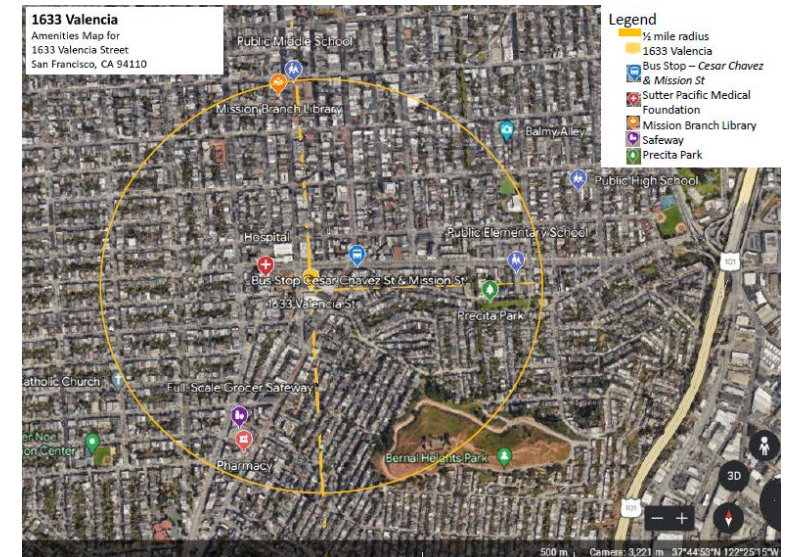 1633 Valencia
Amenities Map for
1633 Valencia Street
San Francisco, CA 94110
Legend
½ mile radius
1633 Valencia
Bus Stop – Cesar Chavez
& Mission St
Sutter Pacific Medical
Foundation
Mission Branch Library
Safeway
Precita Park
Public Middle School
Mission Branch Library
Balmy Alley
Public High School
Hospital
Public Elementary School
101
Bus Stop Cesar Chavez St & Mission St
1633 Valencia St
Precita Park
Catholic Church
Full-Scale Grocer Safeway
er Noe
on Center
Pharmacy
Bernal Heights Park
3D
101
500 m
Camera: 3,221 m 37°44'53"N 122°25'15"W